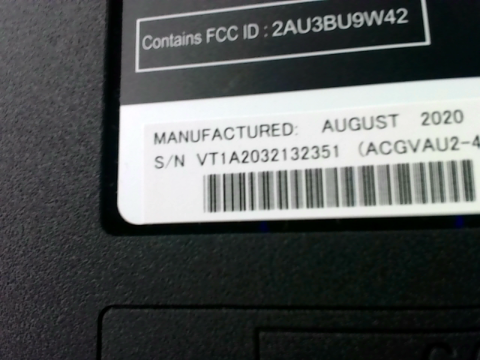 Contains FCC ID : 2AU3BU9W42
MANUFACTURED: AUGUST 2020
S/N VT1A2032132351 (ACGVAU2-4